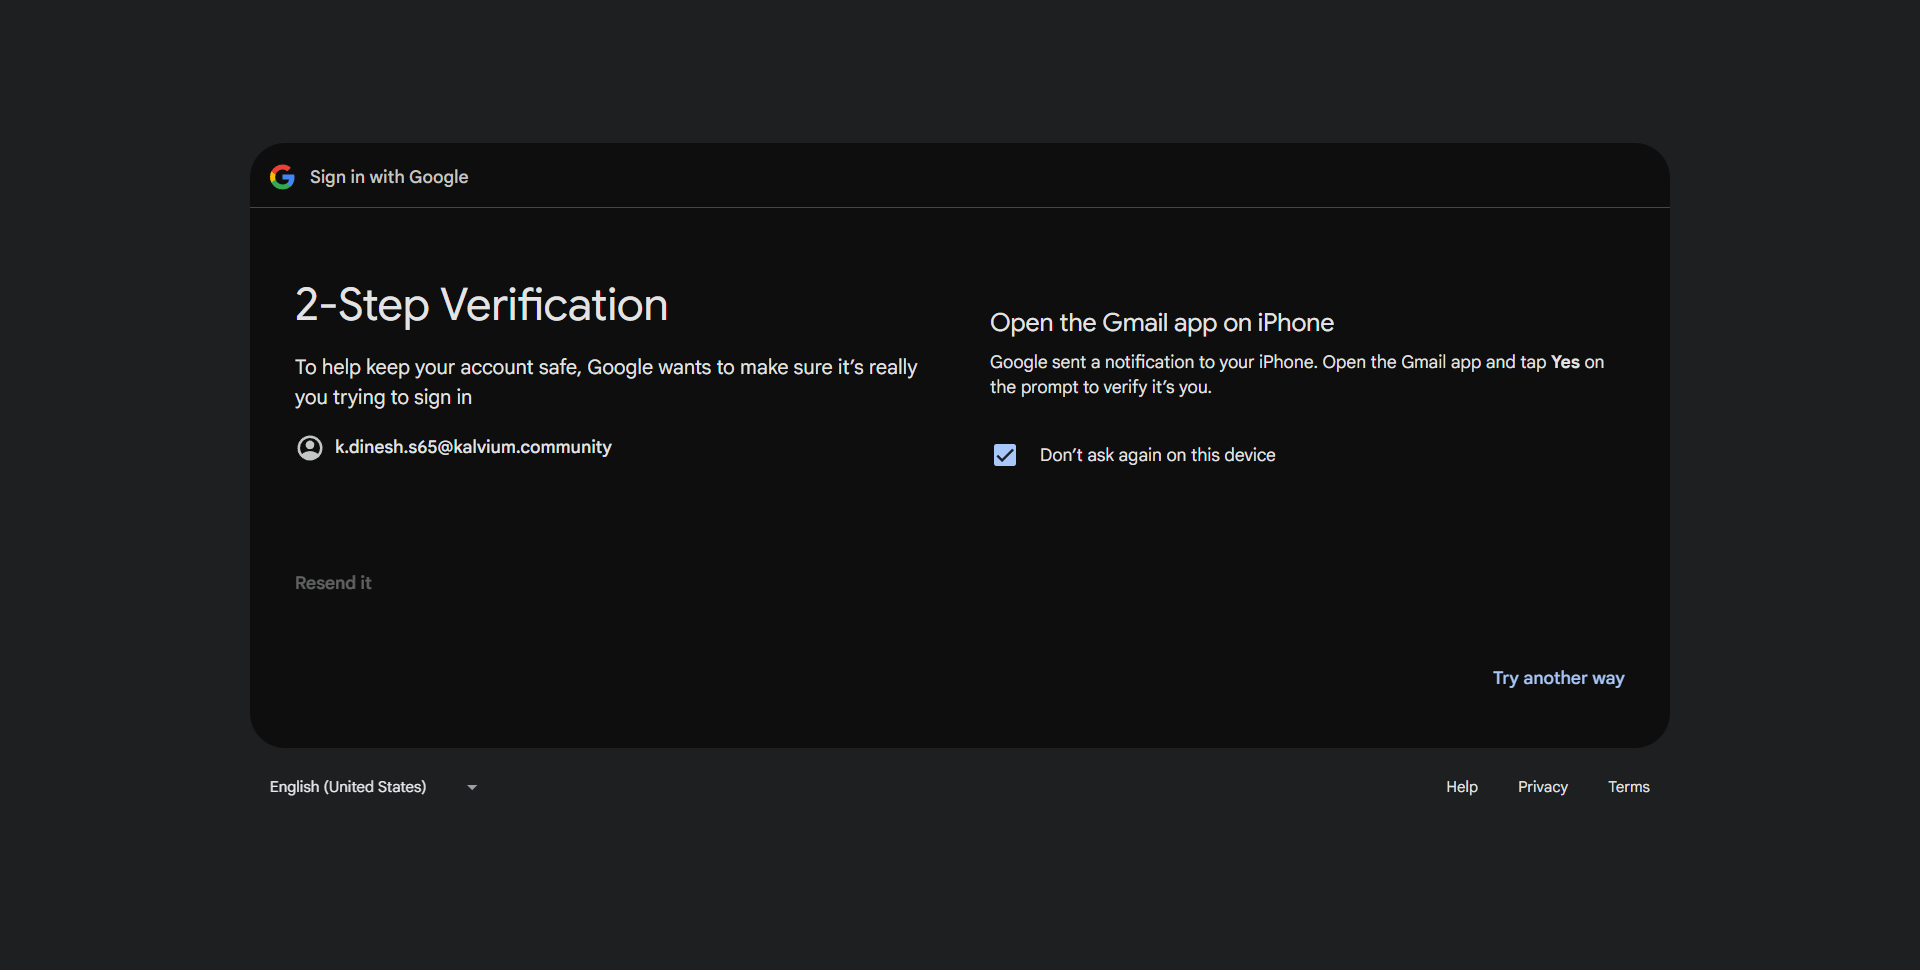 Sign in with Google
2-Step Verification
To help keep your account safe, Google wants to make sure it’s really
you trying to sign in
k.dinesh.s65@kalvium.community
Resend it
Open the Gmail app on iPhone
Google sent a notification to your iPhone. Open the Gmail app and tap Yes on
the prompt to verify it’s you.
Don’t ask again on this device
Try another way
English (United States)
Help Privacy Terms